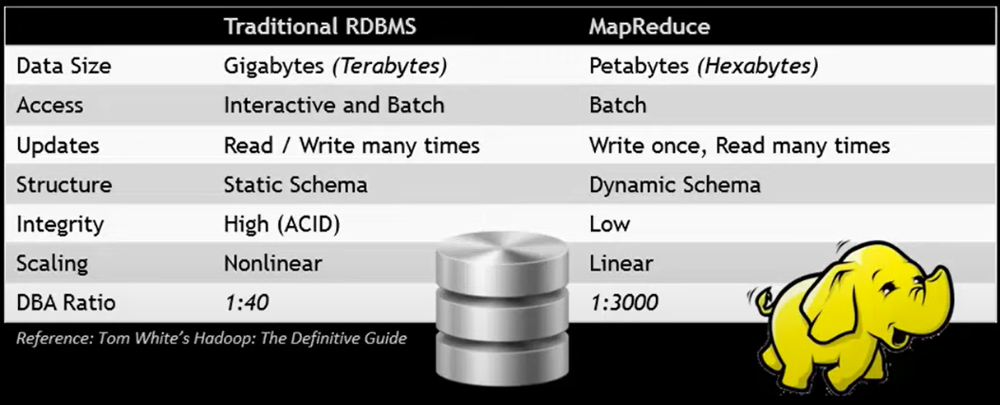 Traditional RDBMS MapReduce
Data Size Gigabytes (Terabytes) Petabytes (Hexabytes)
Access Interactive and Batch Batch
Updates Read / Write many times Write once, Read many times
Structure Static Schema Dynamic Schema
Integrity High (ACID) Low
Scaling Nonlinear Linear
DBA Ratio 1:40 1:3000
Reference: Tom White's Hadoop: The Definitive Guide